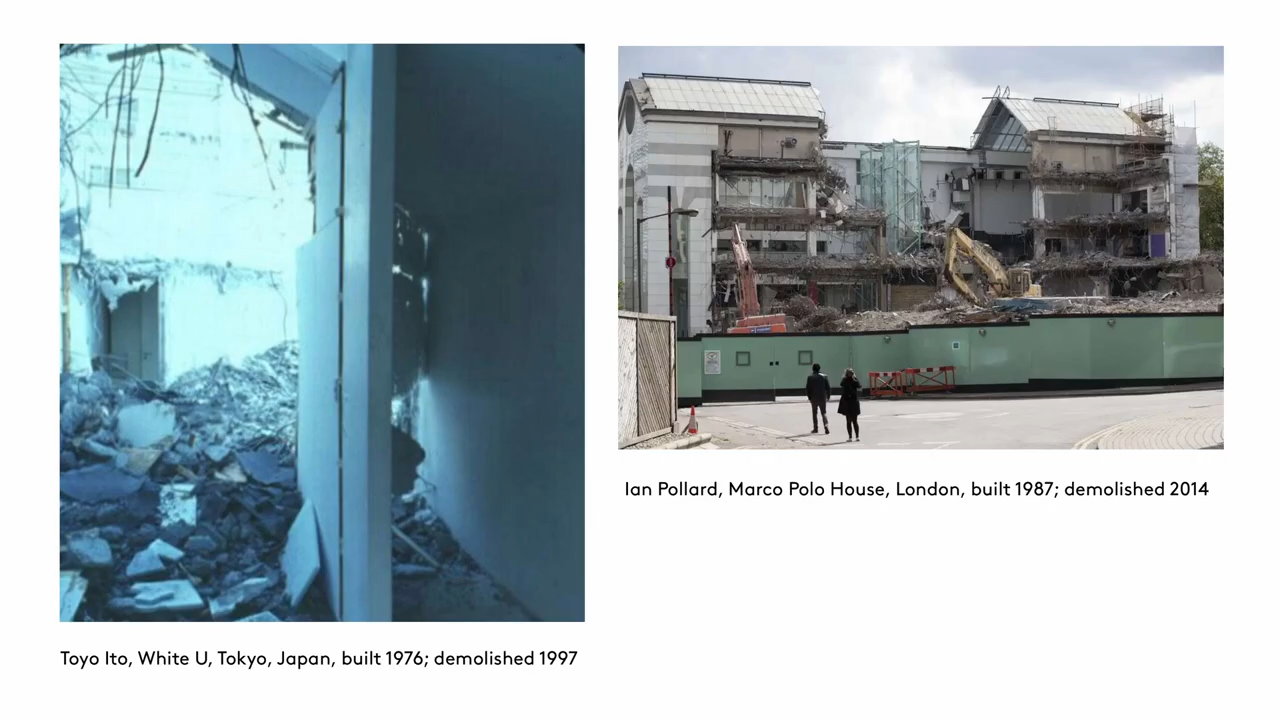 Toyo Ito, White U, Tokyo, Japan, built 1976; demolished 1997
Ian Pollard, Marco Polo House, London, built 1987; demolished 2014